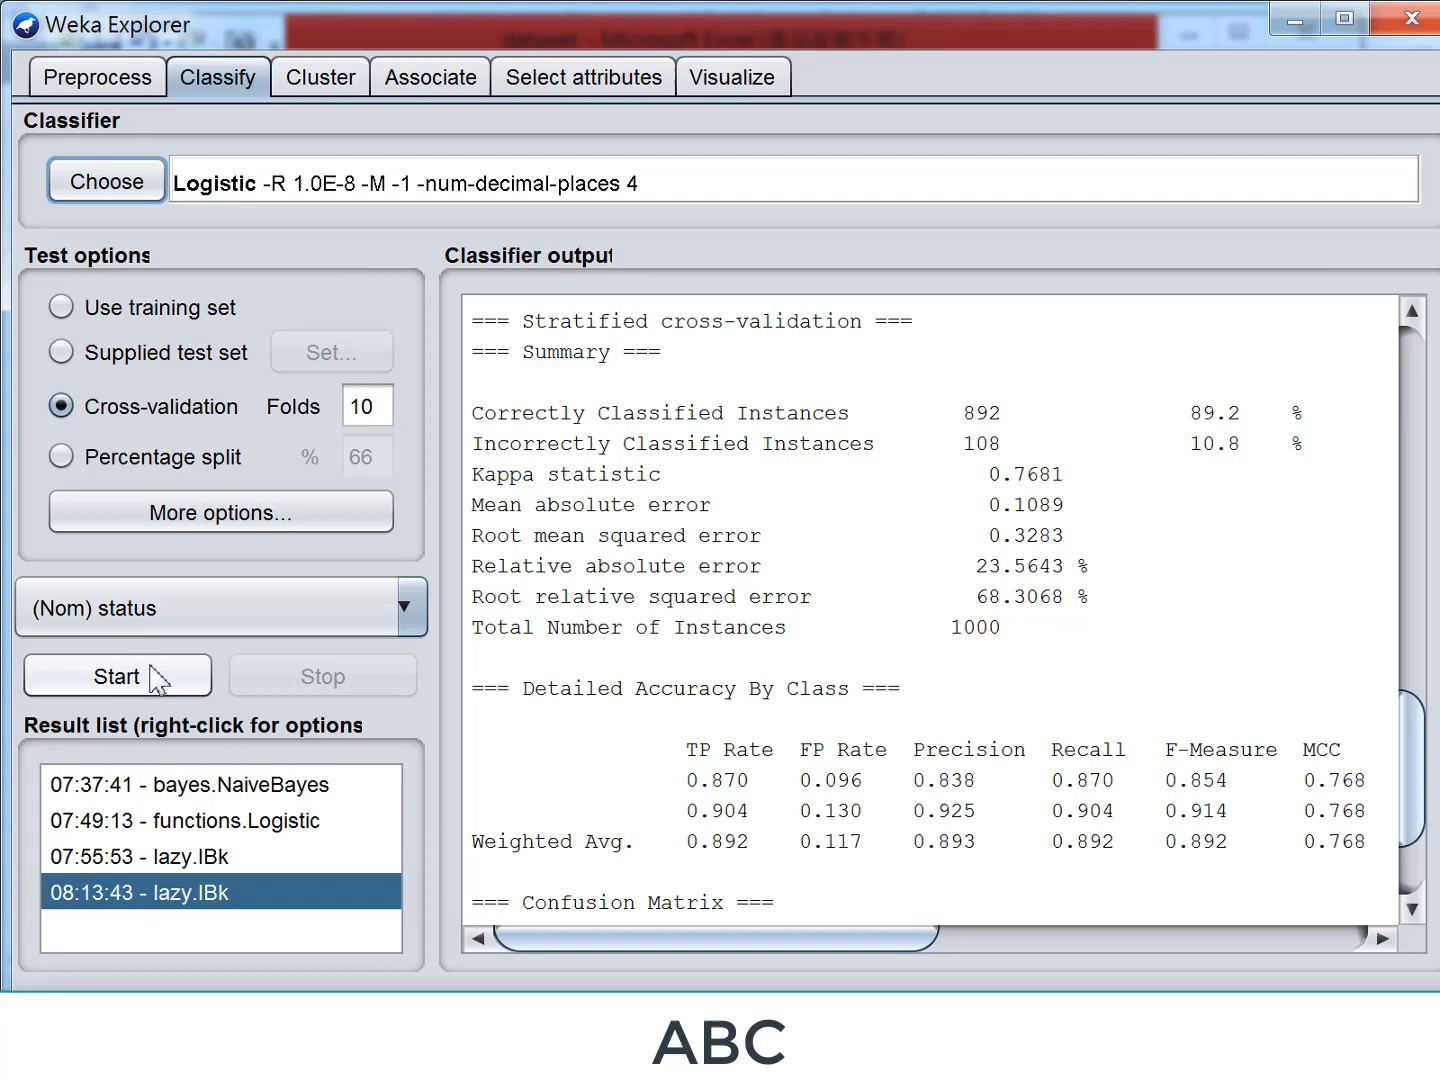 Weka Explorer
Preprocess Classify Cluster Associate Select attributes Visualize
Classifier
Choose Logistic -R 1.0E-8 -M -1 -num-decimal-places 4
Test options
Use training set
Supplied test set Set...
Cross-validation Folds 10
Percentage split % 66
More options...
(Nom) status
Start Stop
Result list (right-click for options
07:37:41 - bayes.NaiveBayes
07:49:13 - functions.Logistic
07:55:53 - lazy.IBk
08:13:43 - lazy.IBk
Classifier output
=== Stratified cross-validation ===
=== Summary ===
Correctly Classified Instances 892 89.2 %
Incorrectly Classified Instances 108 10.8 %
Kappa statistic 0.7681
Mean absolute error 0.1089
Root mean squared error 0.3283
Relative absolute error 23.5643 %
Root relative squared error 68.3068 %
Total Number of Instances 1000
=== Detailed Accuracy By Class ===
TP Rate FP Rate Precision Recall F-Measure MCC
0.870 0.096 0.838 0.870 0.854 0.768
0.904 0.130 0.925 0.904 0.914 0.768
Weighted Avg. 0.892 0.117 0.893 0.892 0.892 0.768
=== Confusion Matrix ===
ABC